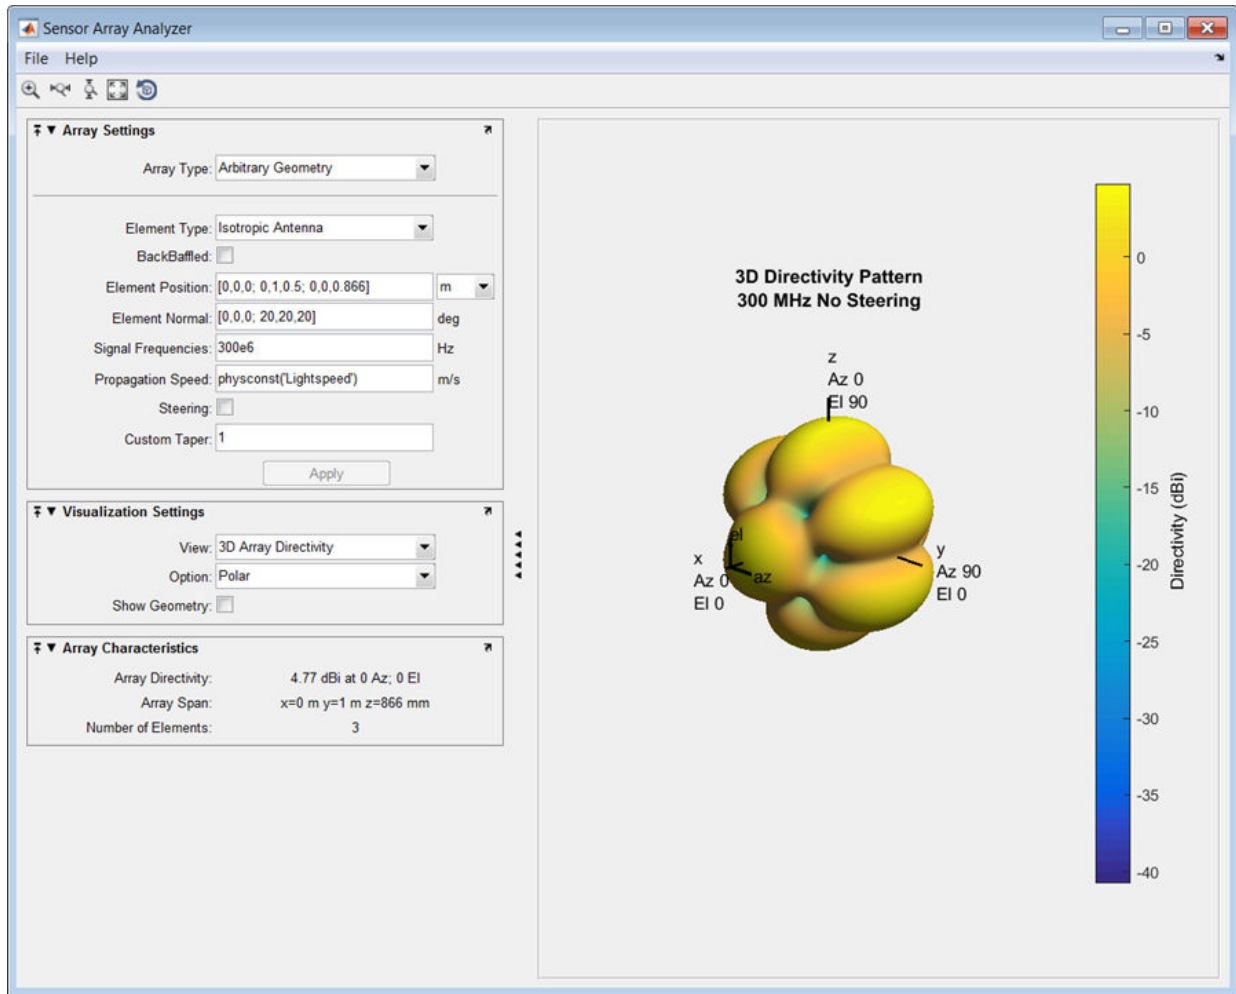 Sensor Array Analyzer
File Help
Array Settings
Array Type: Arbitrary Geometry
Element Type: Isotropic Antenna
BackBaffled:
Element Position: [0,0,0; 0,1,0.5; 0,0,0.866] m
Element Normal: [0,0,0; 20,20,20] deg
Signal Frequencies: 300e6 Hz
Propagation Speed: physconst('Lightspeed') m/s
Steering:
Custom Taper: 1
Apply
Visualization Settings
View: 3D Array Directivity
Option: Polar
Show Geometry:
Array Characteristics
Array Directivity: 4.77 dBi at 0 Az; 0 El
Array Span: x=0 m y=1 m z=866 mm
Number of Elements: 3
3D Directivity Pattern
300 MHz No Steering
z
Az 0
El 90
el
x
Az 0
az
El 0
y
Az 90
El 0
0
-5
-10
-15
-20
-25
-30
-35
-40
Directivity (dBi)